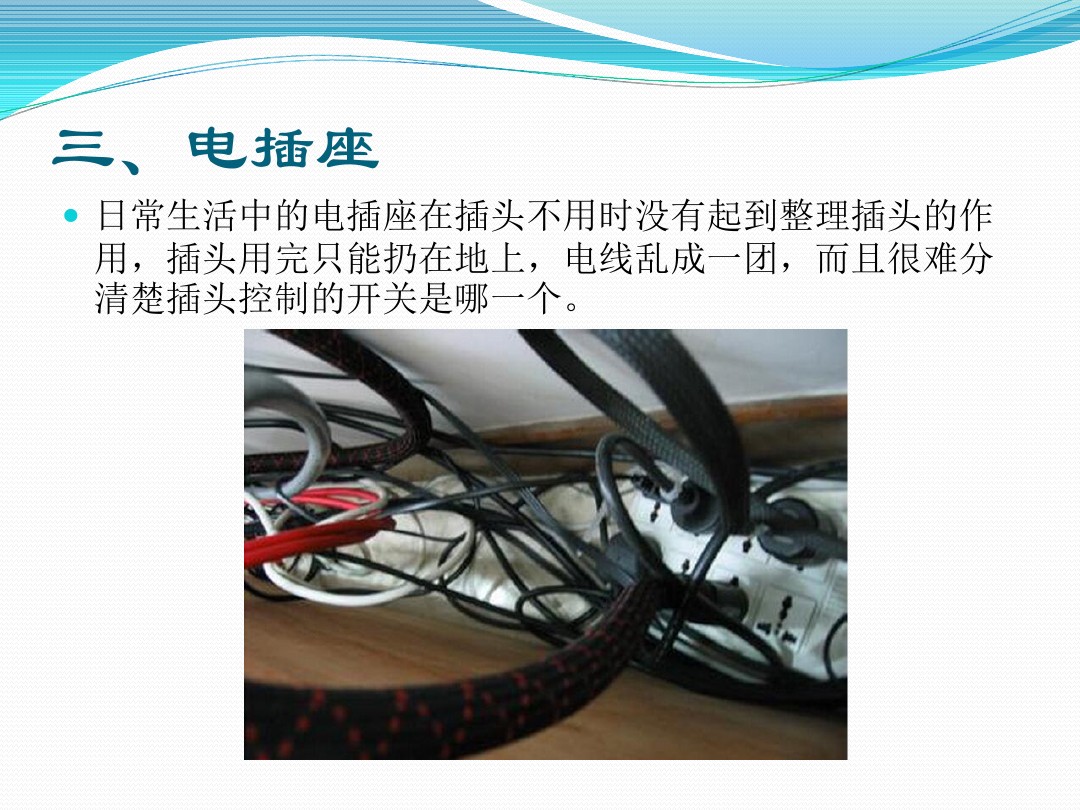 三、电插座
日常生活中的电插座在插头不用时没有起到整理插头的作
用，插头用完只能扔在地上，电线乱成一团，而且很难分
清楚插头控制的开关是哪一个。